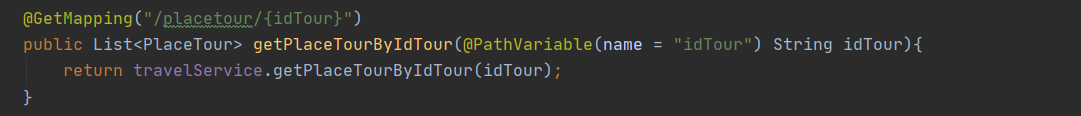 @GetMapping("/placetour/{idTour}")
public List<PlaceTour> getPlaceTourByIdTour(@PathVariable(name = "idTour") String idTour){
    return travelService.getPlaceTourByIdTour(idTour);
}